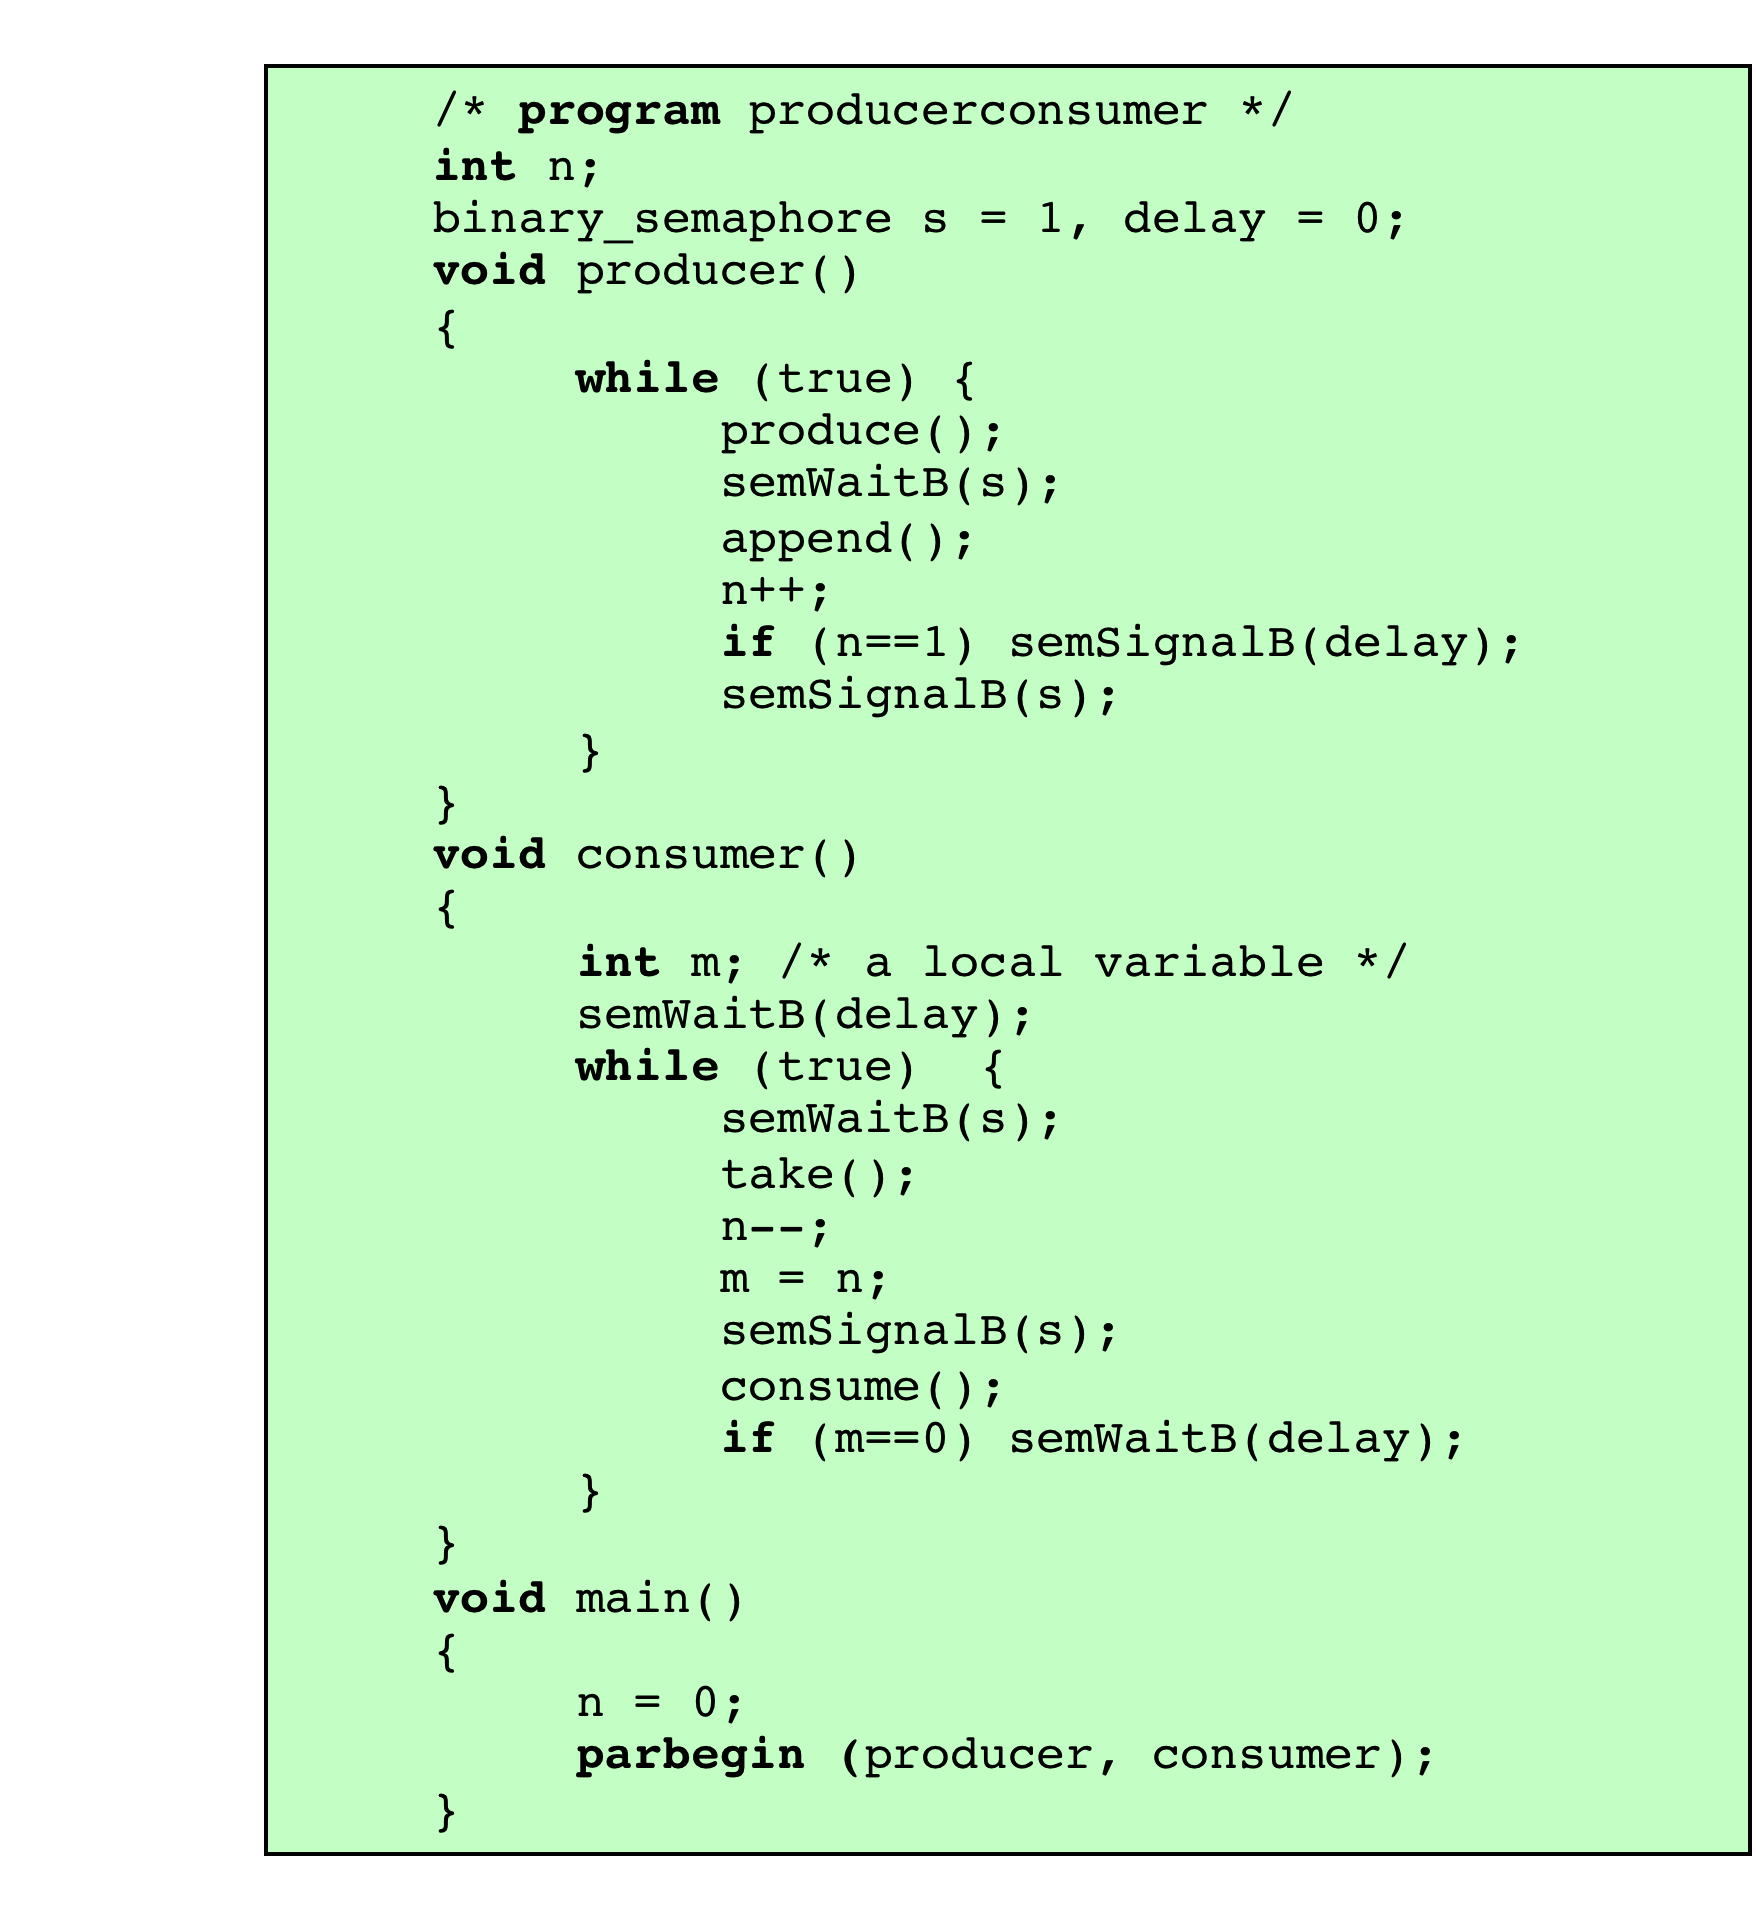 /* program producerconsumer */
int n;
binary_semaphore s = 1, delay = 0;
void producer()
{
while (true) {
produce();
semWaitB(s);
append();
n++;
if (n==1) semSignalB(delay);
semSignalB(s);
}
}
void consumer()
{
int m; /* a local variable */
semWaitB(delay);
while (true) {
semWaitB(s);
take();
n--;
m = n;
semSignalB(s);
consume();
if (m==0) semWaitB(delay);
}
}
void main()
{
n = 0;
parbegin (producer, consumer);
}